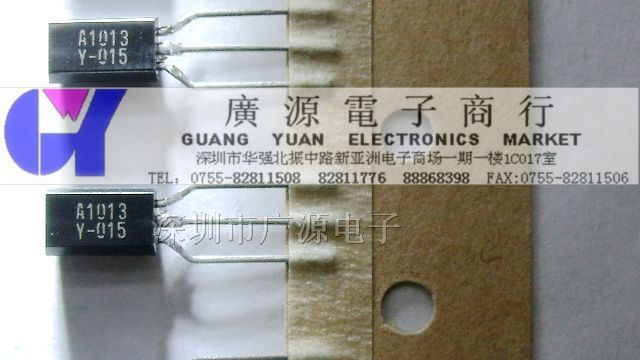 A1013
Y-015
GY
廣源電子商行
GUANG YUAN ELECTRONICS MARKET
深圳市华强北振中路新亚洲电子商场一期一楼1C017室
TEL: 0755-82811508 82811776 88868398 FAX:0755-82811506
A1013
Y-015
深圳市广源电子